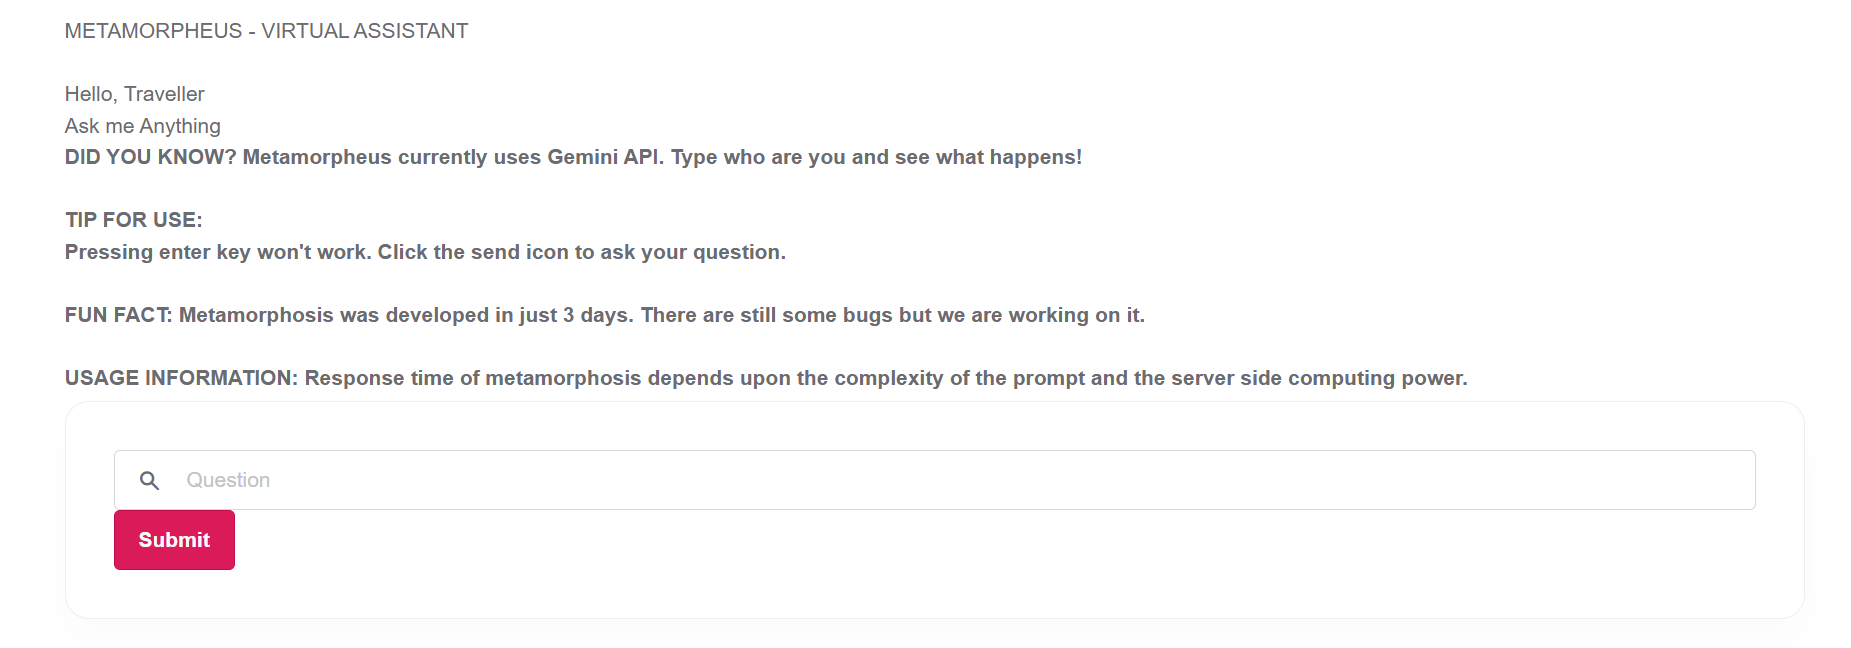 METAMORPHEUS - VIRTUAL ASSISTANT
Hello, Traveller
Ask me Anything
DID YOU KNOW? Metamorpheus currently uses Gemini API. Type who are you and see what happens!
TIP FOR USE:
Pressing enter key won't work. Click the send icon to ask your question.
FUN FACT: Metamorphosis was developed in just 3 days. There are still some bugs but we are working on it.
USAGE INFORMATION: Response time of metamorphosis depends upon the complexity of the prompt and the server side computing power.
Question
Submit